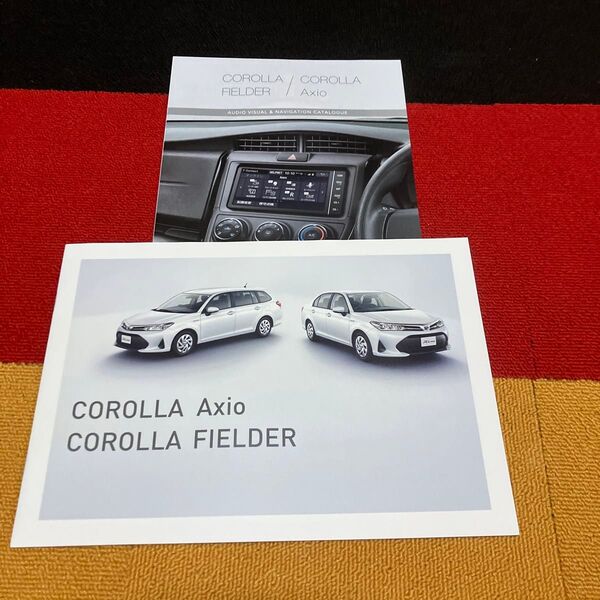 COROLLA FIELDER / COROLLA Axio
AUDIO VISUAL & NAVIGATION CATALOGUE
COROLLA Axio
COROLLA FIELDER